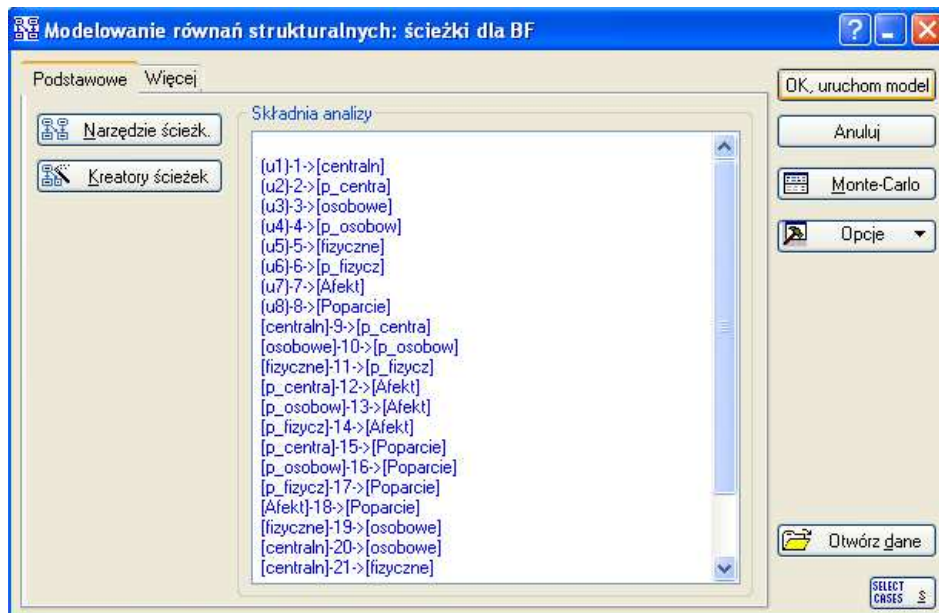 Modelowanie równań strukturalnych: ścieżki dla BF
Podstawowe
Więcej
Narzędzie ścieżk.
Kreatory ścieżek
Składnia analizy
(u1)-1->[centraln]
(u2)-2->[p_centra]
(u3)-3->[osobowe]
(u4)-4->[p_osobow]
(u5)-5->[fizyczne]
(u6)-6->[p_fizycz]
(u7)-7->[Afekt]
(u8)-8->[Poparcie]
[centraln]-9->[p_centra]
[osobowe]-10->[p_osobow]
[fizyczne]-11->[p_fizycz]
[p_centra]-12->[Afekt]
[p_osobow]-13->[Afekt]
[p_fizycz]-14->[Afekt]
[p_centra]-15->[Poparcie]
[p_osobow]-16->[Poparcie]
[p_fizycz]-17->[Poparcie]
[Afekt]-18->[Poparcie]
[fizyczne]-19->[osobowe]
[centraln]-20->[osobowe]
[centraln]-21->[fizyczne]
OK, uruchom model
Anuluj
Monte-Carlo
Opcje
Otwórz dane
SELECT
CASES S